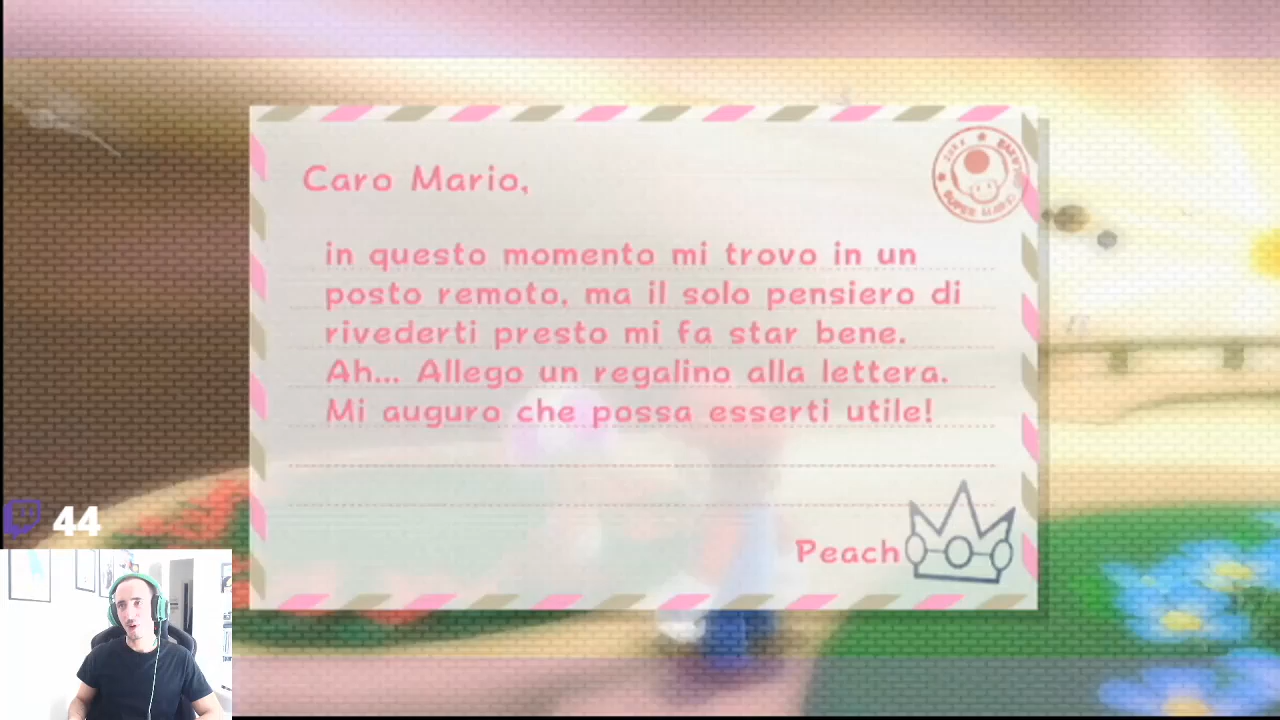 Caro Mario,
in questo momento mi trovo in un
posto remoto, ma il solo pensiero di
rivederti presto mi fa star bene.
Ah... Allego un regalino alla lettera.
Mi auguro che possa esserti utile!
Peach
44